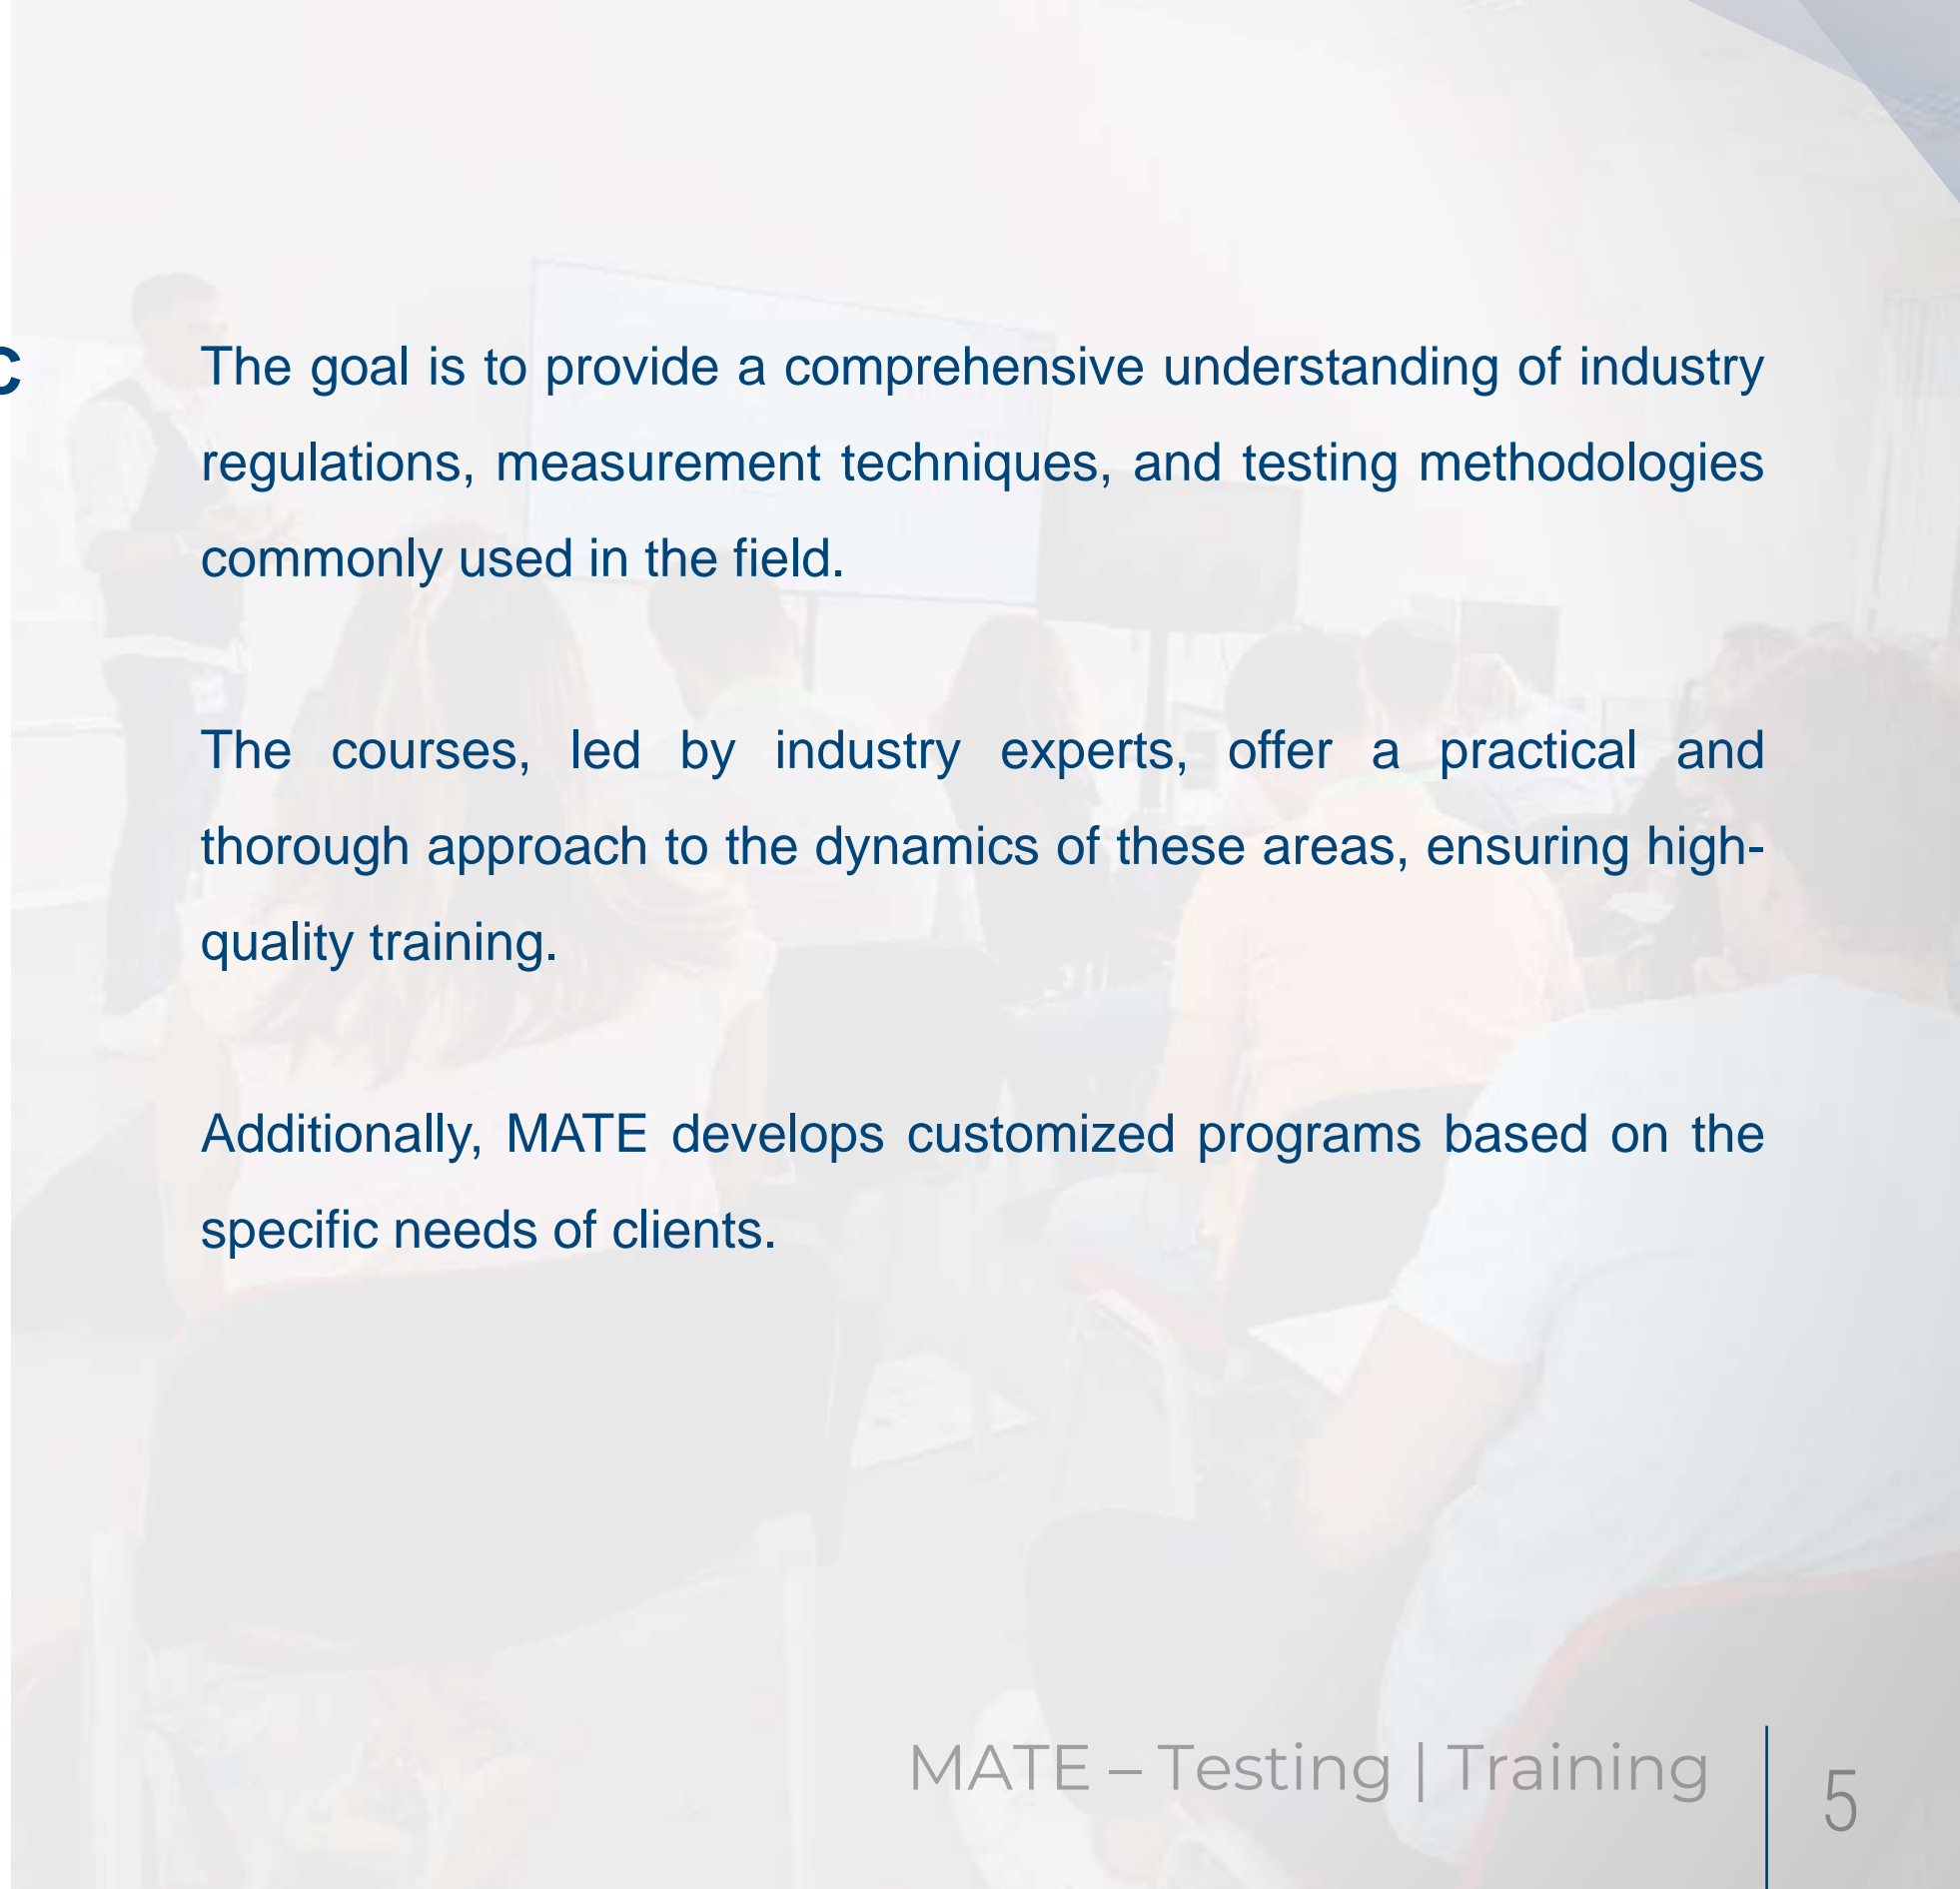 The goal is to provide a comprehensive understanding of industry
regulations, measurement techniques, and testing methodologies
commonly used in the field.
The courses, led by industry experts, offer a practical and
thorough approach to the dynamics of these areas, ensuring high-
quality training.
Additionally, MATE develops customized programs based on the
specific needs of clients.
MATE – Testing | Training
5